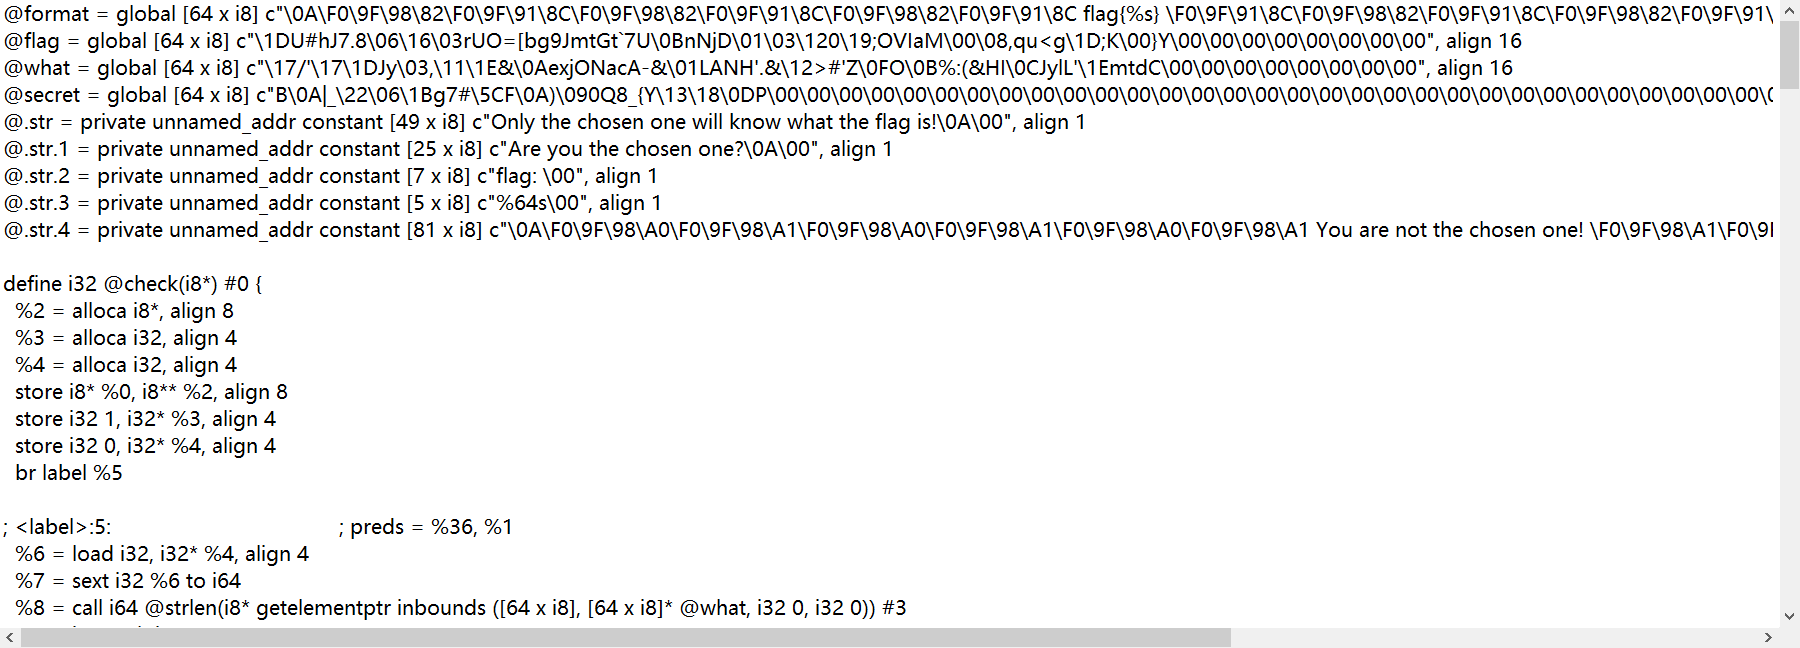 @format = global [64 x i8] c"\0A\F0\9F\98\82\F0\9F\91\8C\F0\9F\98\82\F0\9F\91\8C\F0\9F\98\82\F0\9F\91\8C flag{%s} \F0\9F\91\8C\F0\9F\98\82\F0\9F\91\8C\F0\9F\98\82\F0\9F\91\
@flag = global [64 x i8] c"\1DU#hJ7.8\06\16\03rUO=[bg9JmtGt`7U\0BnNjD\01\03\120\19;OVIaM\00\08,qu<g\1D;K\00}Y\00\00\00\00\00\00\00\00", align 16
@what = global [64 x i8] c"\17/'\17\1DJy\03,\11\1E&\0AexjONacA-&\01LANH'.&\12>#'Z\0FO\0B%:(&HI\0CJylL'\1EmtdC\00\00\00\00\00\00\00\00", align 16
@secret = global [64 x i8] c"B\0A|_\22\06\1Bg7#\5CF\0A)\090Q8_{Y\13\18\0DP\00\00\00\00\00\00\00\00\00\00\00\00\00\00\00\00\00\00\00\00\00\00\00\00\00\00\00\00\00\00\0
@.str = private unnamed_addr constant [49 x i8] c"Only the chosen one will know what the flag is!\0A\00", align 1
@.str.1 = private unnamed_addr constant [25 x i8] c"Are you the chosen one?\0A\00", align 1
@.str.2 = private unnamed_addr constant [7 x i8] c"flag: \00", align 1
@.str.3 = private unnamed_addr constant [5 x i8] c"%64s\00", align 1
@.str.4 = private unnamed_addr constant [81 x i8] c"\0A\F0\9F\98\A0\F0\9F\98\A1\F0\9F\98\A0\F0\9F\98\A1\F0\9F\98\A0\F0\9F\98\A1 You are not the chosen one! \F0\9F\98\A1\F0\9
define i32 @check(i8*) #0 {
%2 = alloca i8*, align 8
%3 = alloca i32, align 4
%4 = alloca i32, align 4
store i8* %0, i8** %2, align 8
store i32 1, i32* %3, align 4
store i32 0, i32* %4, align 4
br label %5
; <label>:5: ; preds = %36, %1
%6 = load i32, i32* %4, align 4
%7 = sext i32 %6 to i64
%8 = call i64 @strlen(i8* getelementptr inbounds ([64 x i8], [64 x i8]* @what, i32 0, i32 0)) #3